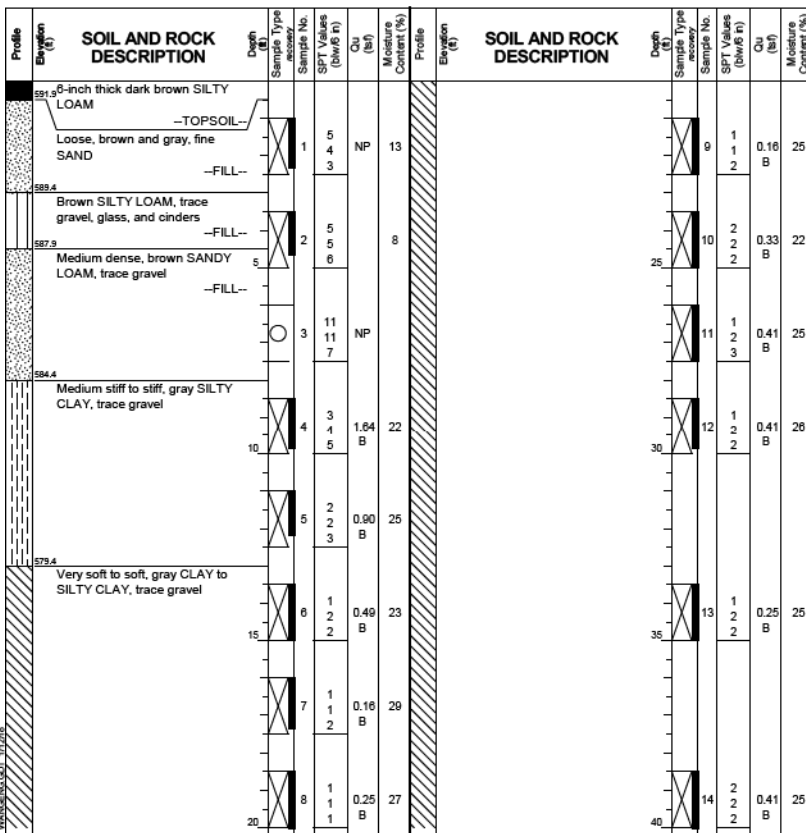 Profile
Elevation (ft)
SOIL AND ROCK DESCRIPTION
Depth (ft)
Sample Type
recovery
Sample No.
SPT Values (blw/6 in)
Qu (tsf)
Moisture Content (%)
Profile
Elevation (ft)
SOIL AND ROCK DESCRIPTION
Depth (ft)
Sample Type
recovery
Sample No.
SPT Values (blw/6 in)
Qu (tsf)
Moisture Content (%)
591.9 6-inch thick dark brown SILTY
LOAM
--TOPSOIL--
Loose, brown and gray, fine
SAND
--FILL--
1
5
4
3
NP
13
589.4
Brown SILTY LOAM, trace
gravel, glass, and cinders
--FILL--
587.9
2
5
5
6
8
5
Medium dense, brown SANDY
LOAM, trace gravel
--FILL--
3
11
11
7
NP
584.4
Medium stiff to stiff, gray SILTY
CLAY, trace gravel
4
3
4
5
1.64
B
22
10
5
2
2
3
0.90
B
25
579.4
Very soft to soft, gray CLAY to
SILTY CLAY, trace gravel
6
1
2
2
0.49
B
23
15
7
1
1
2
0.16
B
29
8
1
1
1
0.25
B
27
20
9
1
1
2
0.16
B
25
10
2
2
2
0.33
B
22
25
11
1
2
3
0.41
B
25
12
1
2
2
0.41
B
26
30
13
1
2
2
0.25
B
25
35
14
2
2
2
0.41
B
25
40